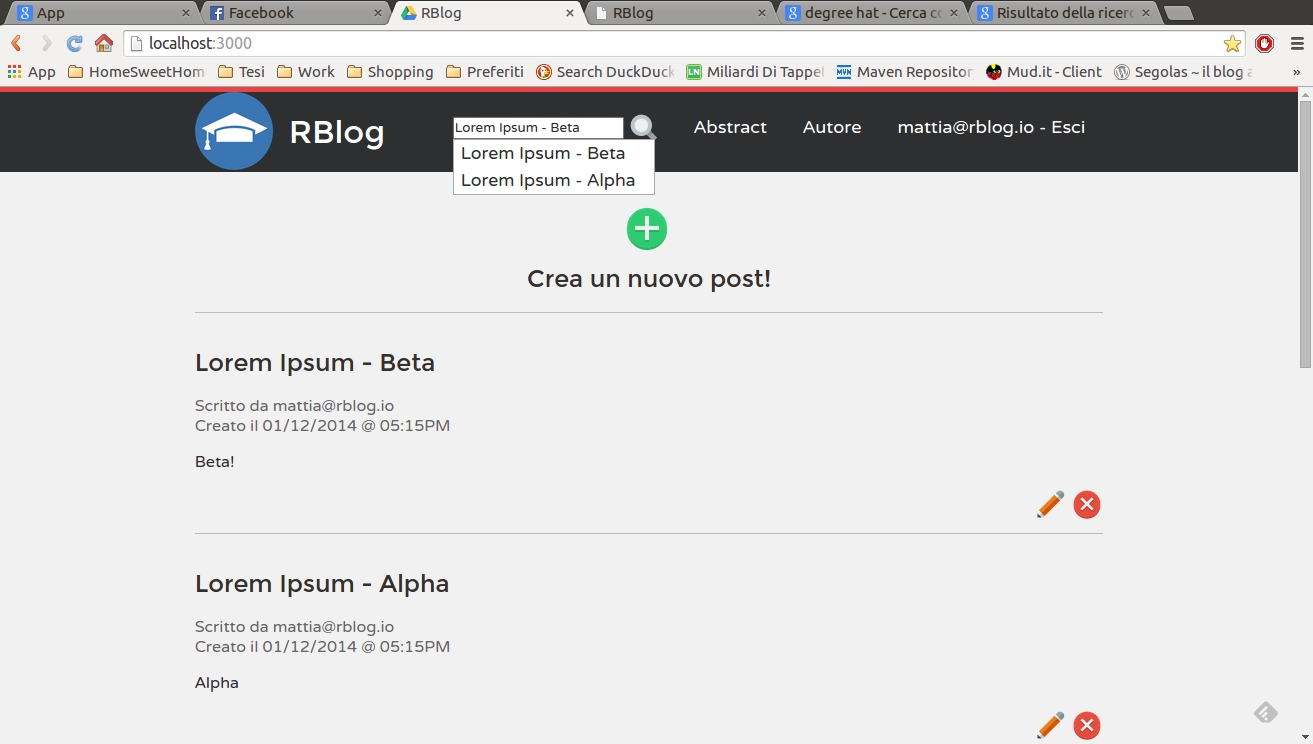 App
Facebook
RBlog
RBlog
degree hat - Cerca c
Risultato della ricerc
localhost:3000
App
HomeSweetHom
Tesi
Work
Shopping
Preferiti
Search DuckDuck
Miliardi Di Tappet
Maven Repositor
Mud.it - Client
Segolas ~ il blog a
»
RBlog
Lorem Ipsum - Beta
Abstract
Autore
mattia@rblog.io - Esci
Lorem Ipsum - Beta
Lorem Ipsum - Alpha
Crea un nuovo post!
Lorem Ipsum - Beta
Scritto da mattia@rblog.io
Creato il 01/12/2014 @ 05:15PM
Beta!
Lorem Ipsum - Alpha
Scritto da mattia@rblog.io
Creato il 01/12/2014 @ 05:15PM
Alpha